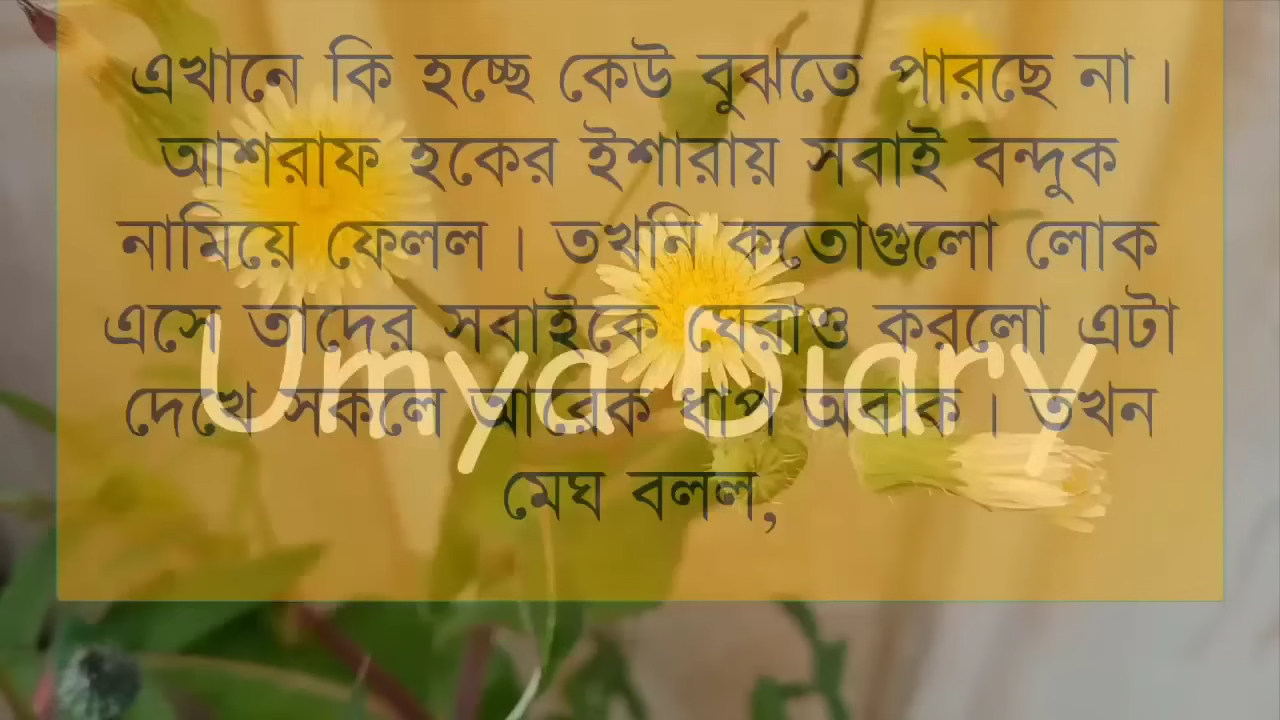 এখানে কি হচ্ছে কেউ বুঝতে পারছে না।
আশরাফ হকের ইশারায় সবাই বন্দুক
নামিয়ে ফেলল। তখনি কতোগুলো লোক
এসে তাদের সবাইকে ঘেরাও করলো এটা
দেখে সকলে আরেক ধাপ অবাক। তখন
মেঘ বলল,
Umya Diary